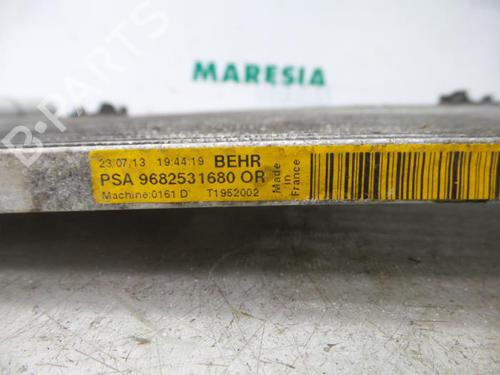 MARESIA
B-PARTS
23.07.13 19:44:19 BEHR
PSA 9682531680 OR
Machine:0161 D T1952002
Made
in
France